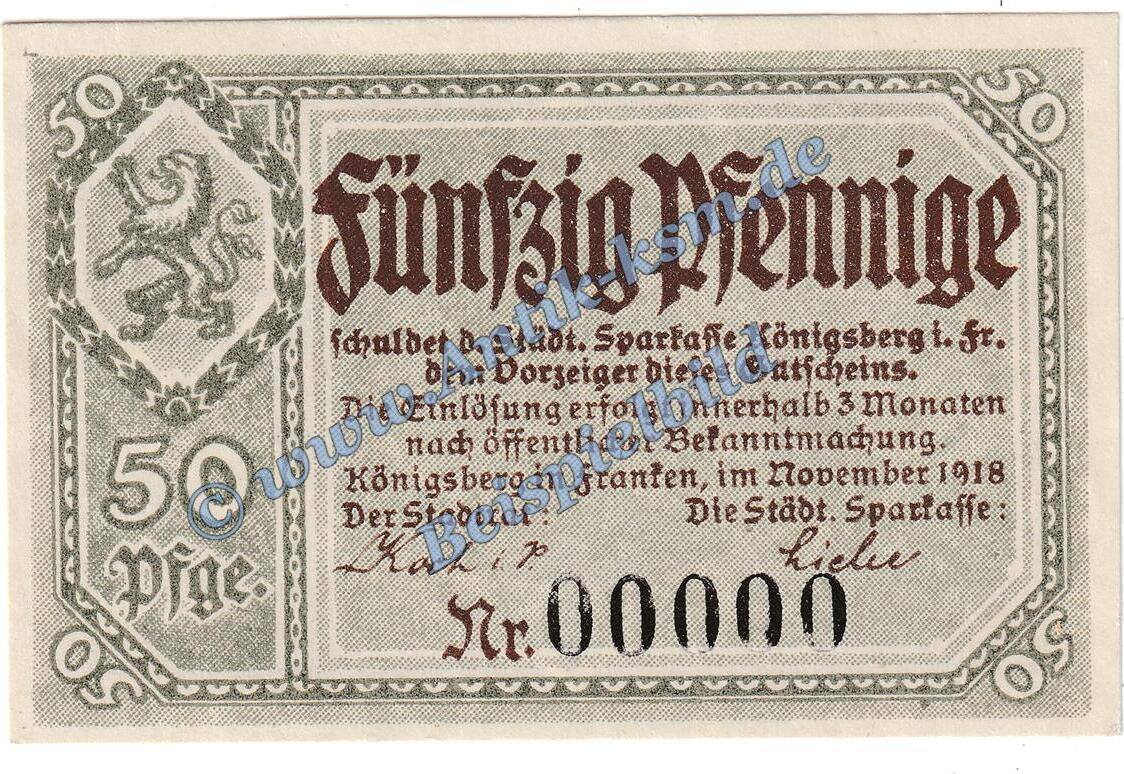 50
50
Fünfzig Pfennige
schuldet d. Städt. Sparkasse Königsberg i. Fr.
dem Vorzeiger dieses Gutscheins.
Die Einlösung erfolgt innerhalb 3 Monaten
nach öffentlicher Bekanntmachung.
Königsberg in Franken, im November 1918
Der Stadtrat: Die Städt. Sparkasse:
Nr. 00000
50
Pfge.
50
50
© www.Antik-ksm.de
Beispielbild